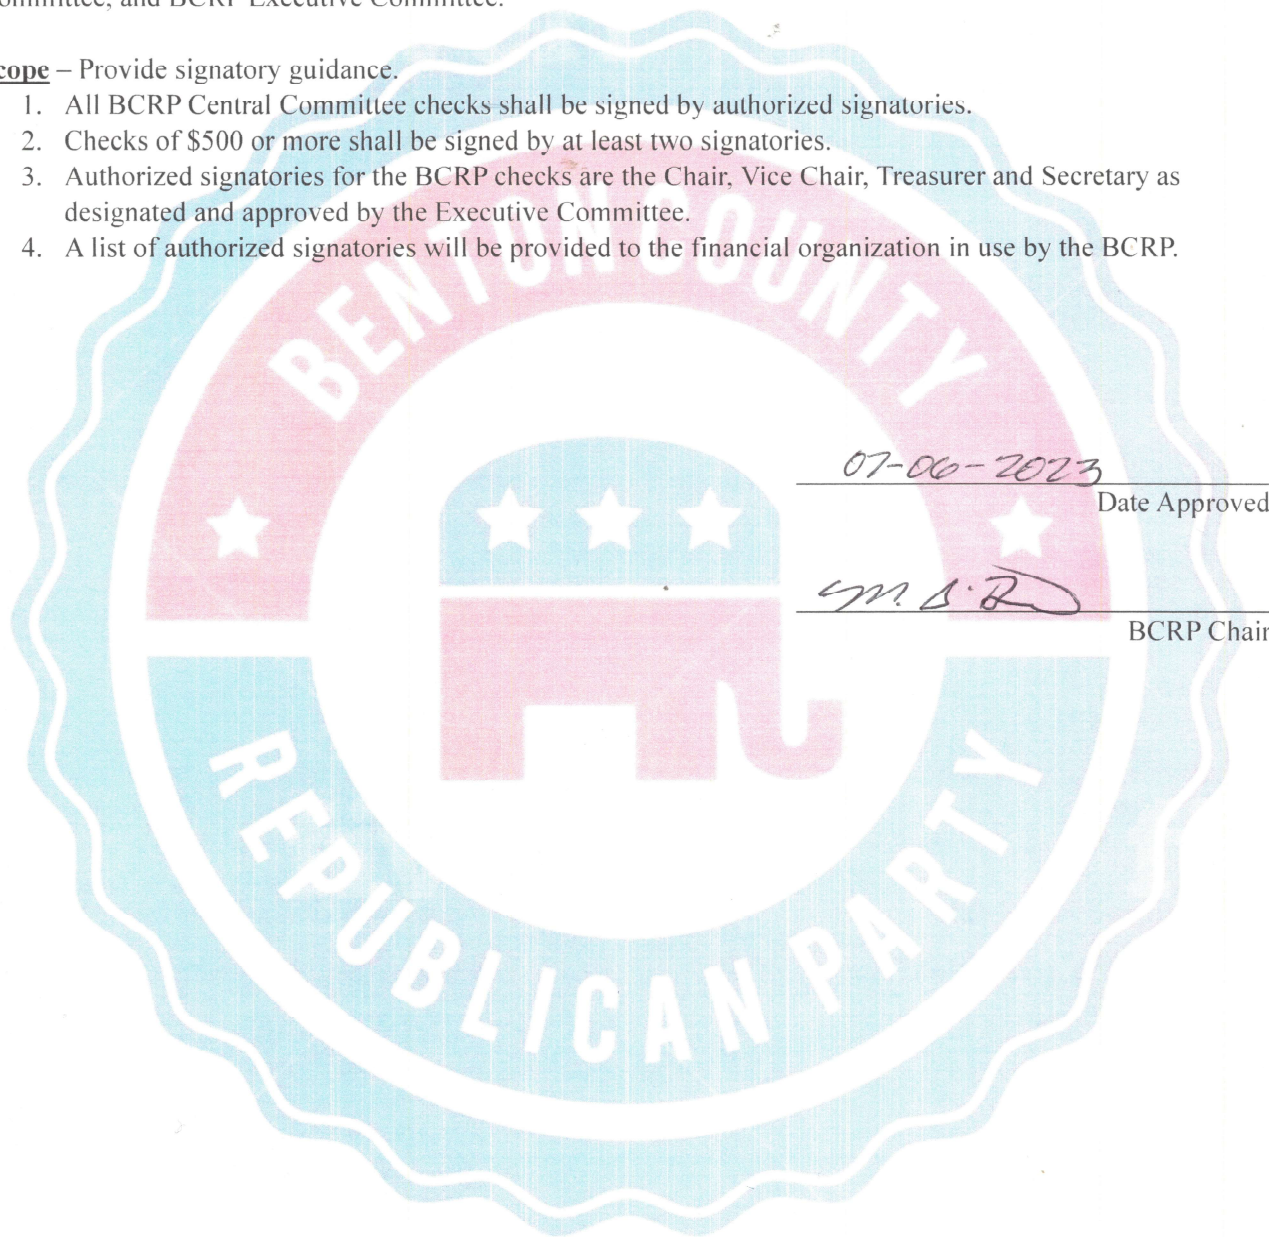 ommittee, and BCRP Executive Committee.
cope – Provide signatory guidance.
1. All BCRP Central Committee checks shall be signed by authorized signatories.
2. Checks of $500 or more shall be signed by at least two signatories.
3. Authorized signatories for the BCRP checks are the Chair, Vice Chair, Treasurer and Secretary as
designated and approved by the Executive Committee.
4. A list of authorized signatories will be provided to the financial organization in use by the BCRP.
BENTON COUNTY
07-06-2023
Date Approved
BCRP Chair
REPUBLICAN PARTY